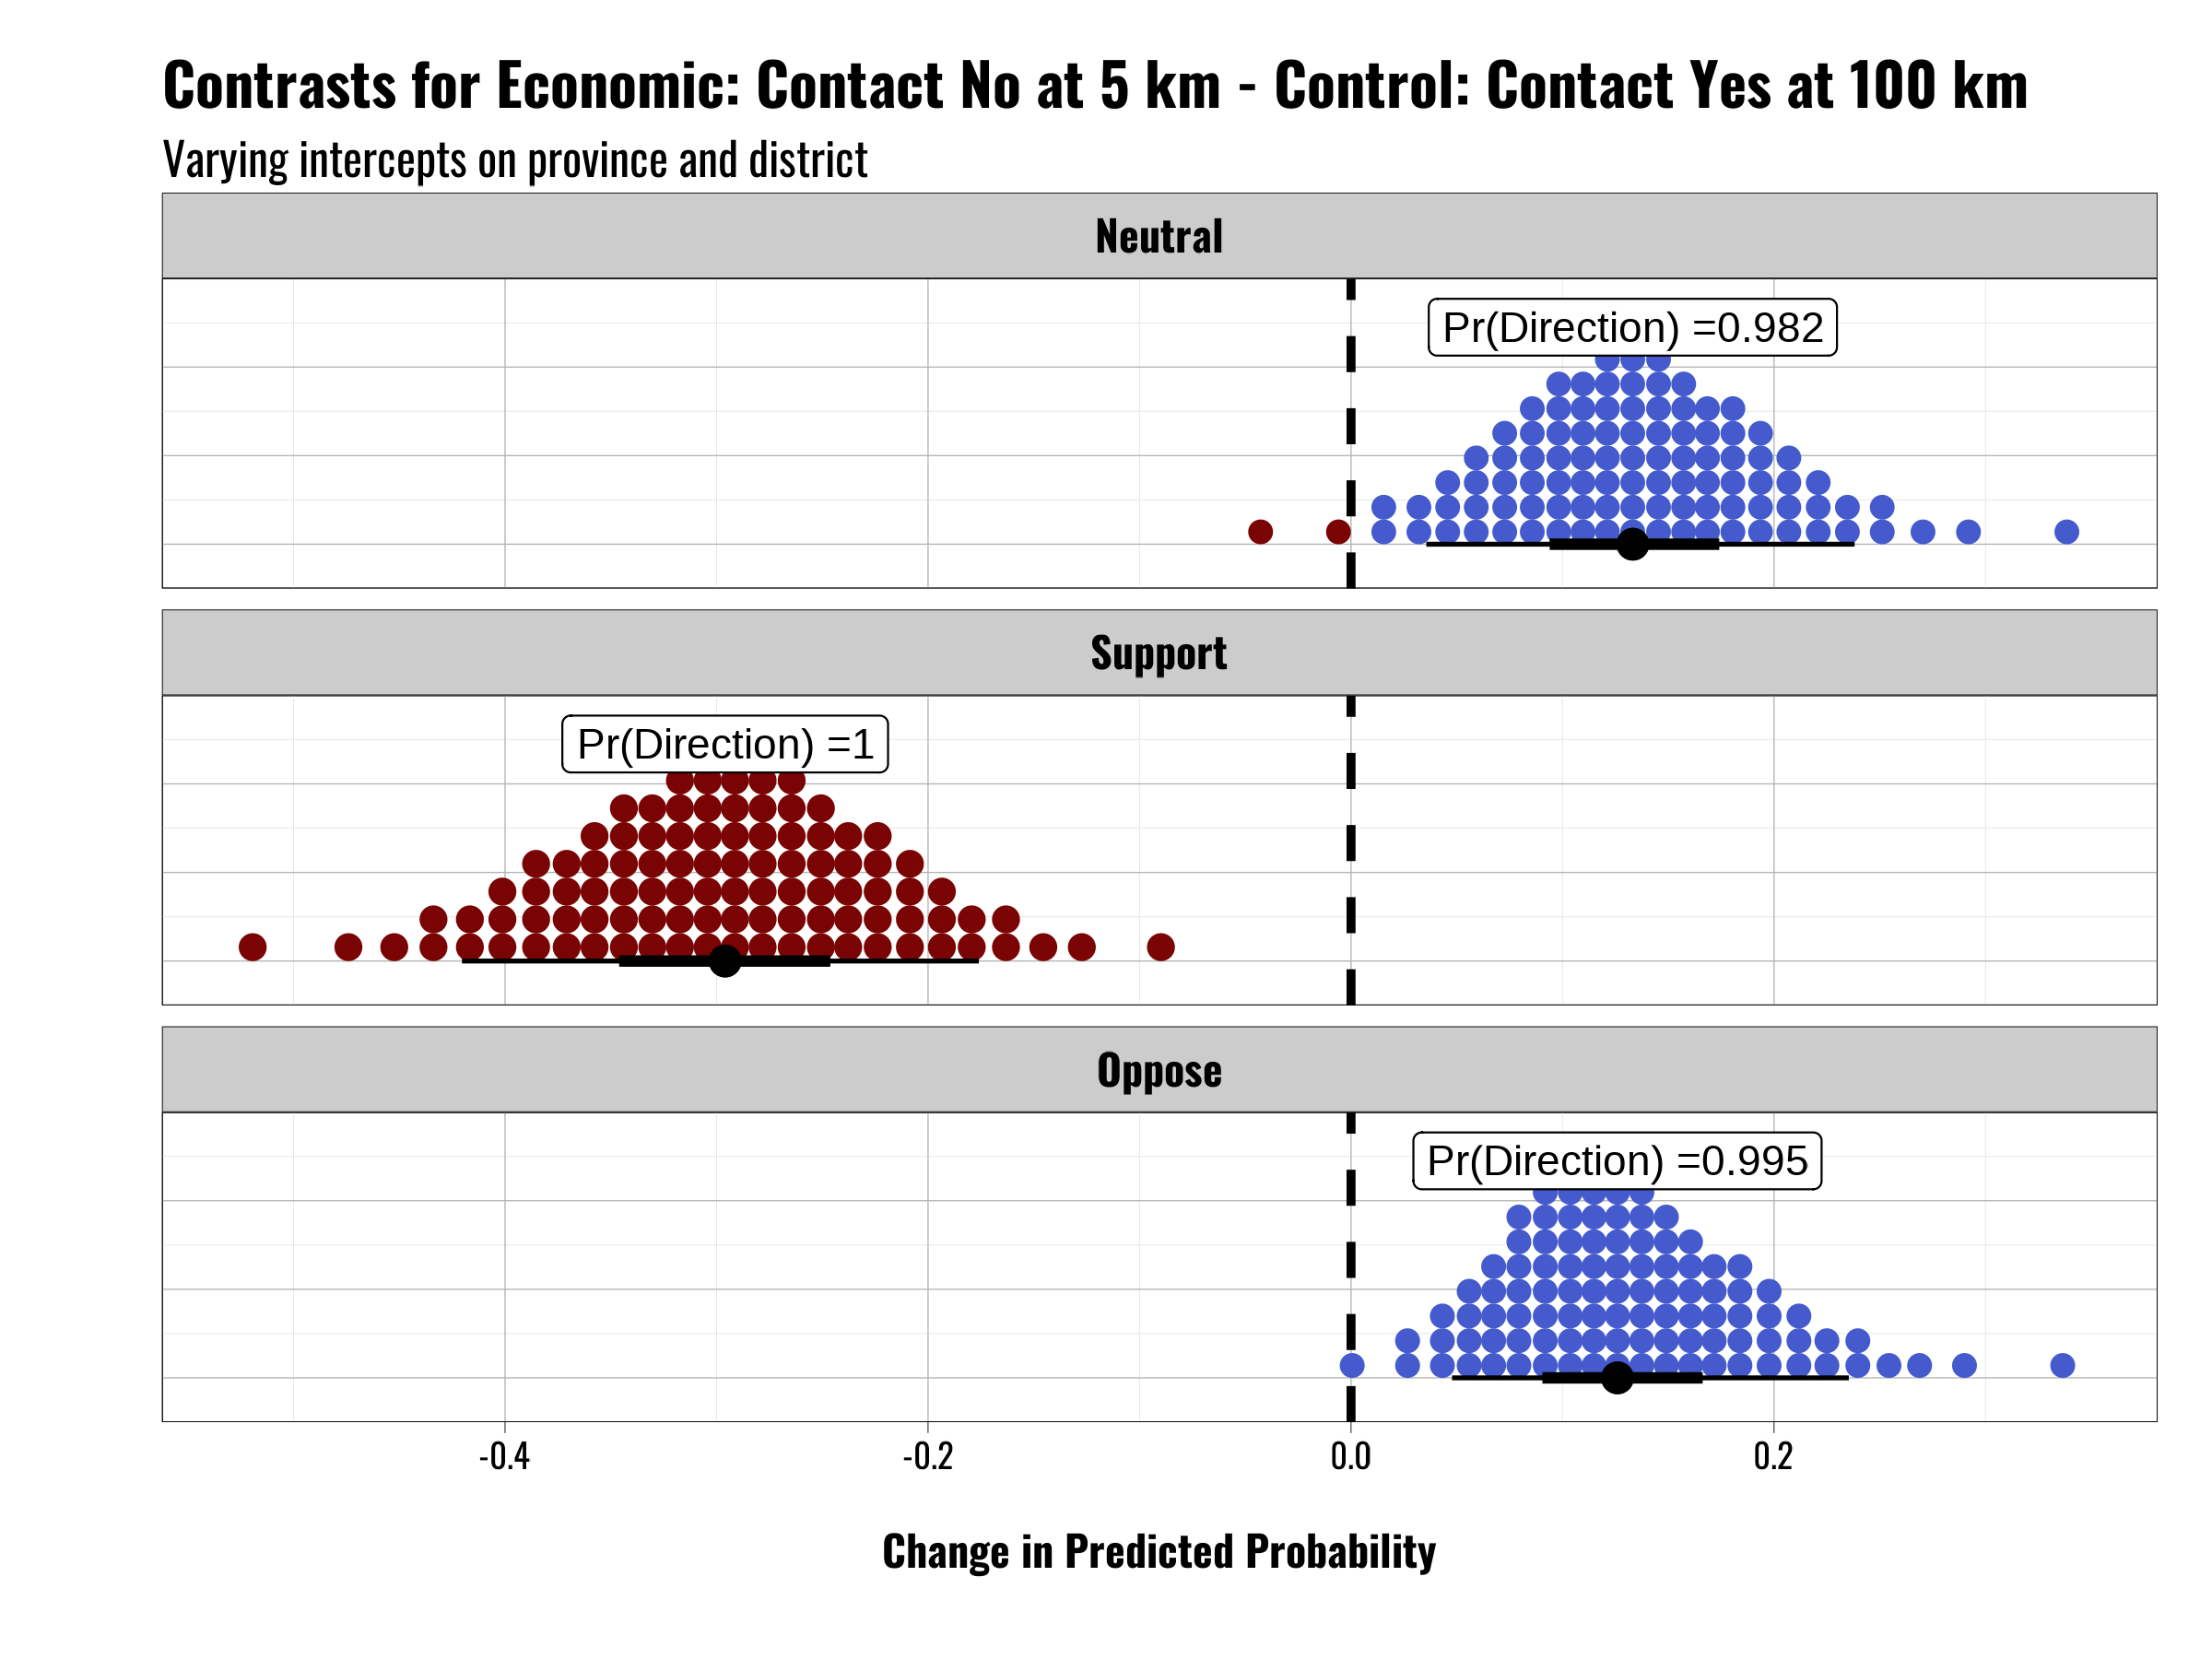 Contrasts for Economic: Contact No at 5 km - Control: Contact Yes at 100 km
Varying intercepts on province and district
Neutral
Pr(Direction) =0.982
Support
Pr(Direction) =1
Oppose
Pr(Direction) =0.995
-0.4 -0.2 0.0 0.2
Change in Predicted Probability